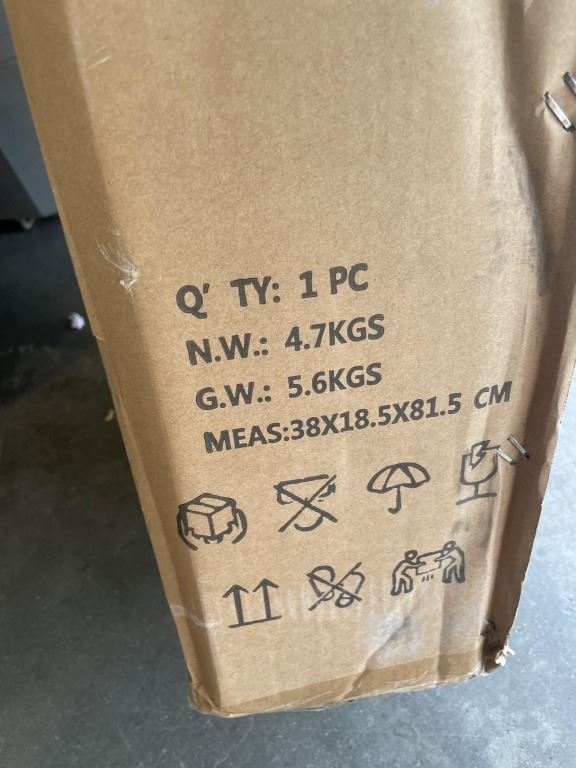 Q' TY: 1 PC
N.W.: 4.7KGS
G.W.: 5.6KGS
MEAS:38X18.5X81.5 CM